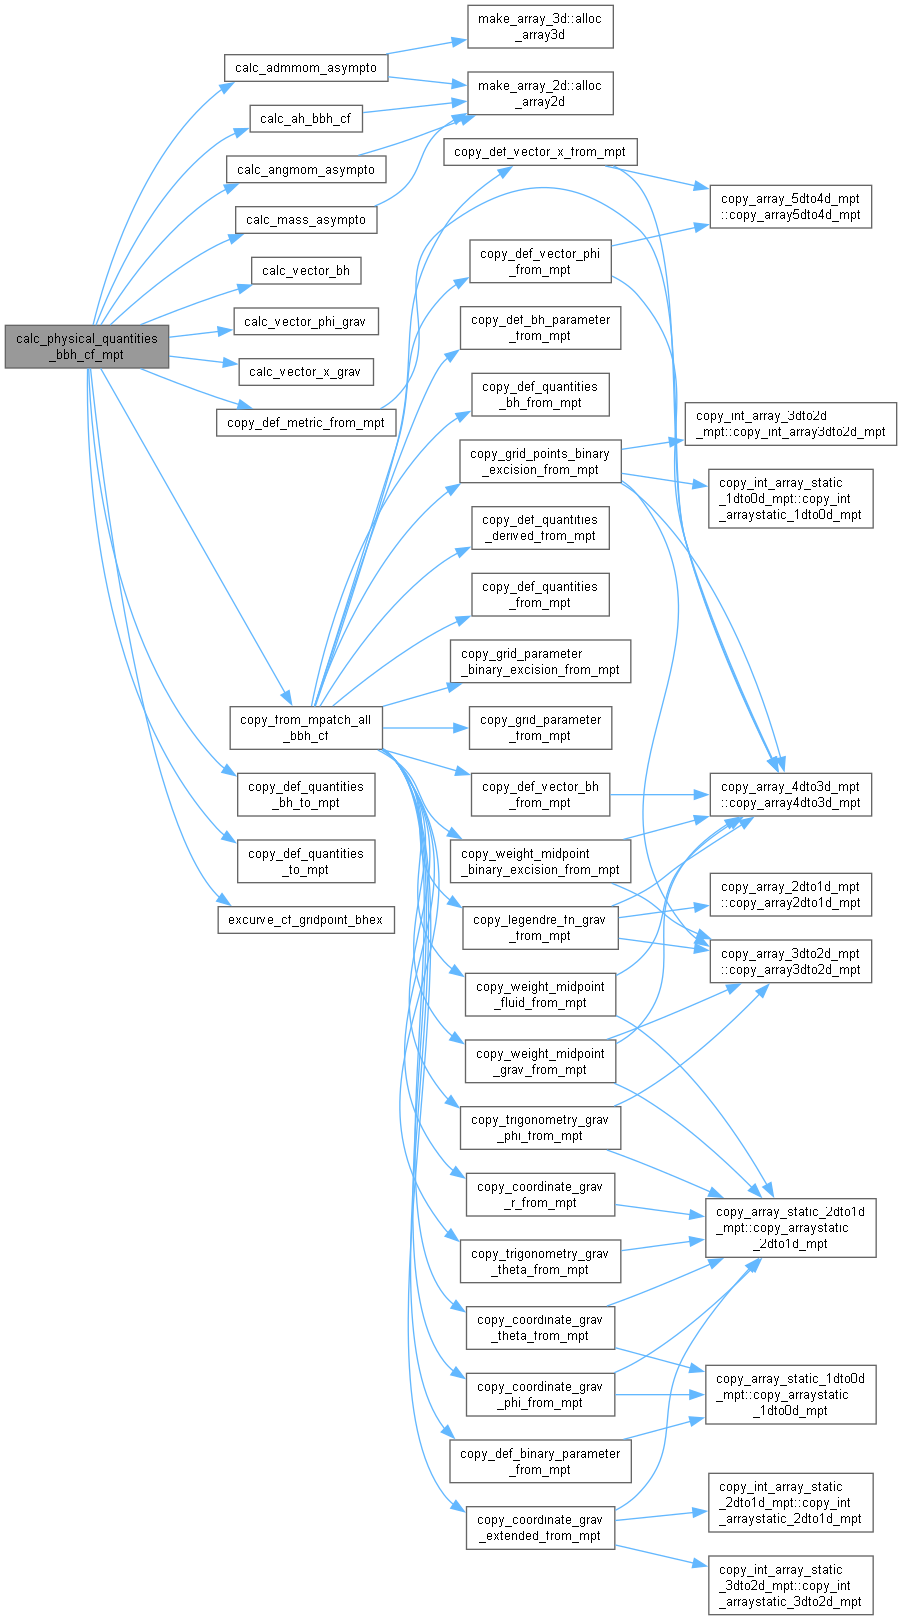 make_array_3d::alloc
_array3d
calc_admmom_asympto
make_array_2d::alloc
_array2d
calc_ah_bbh_cf
copy_def_vector_x_from_mpt
calc_angmom_asympto
copy_array_5dto4d_mpt
::copy_array5dto4d_mpt
calc_mass_asympto
copy_def_vector_phi
_from_mpt
calc_vector_bh
calc_vector_phi_grav
copy_def_bh_parameter
_from_mpt
calc_physical_quantities
_bbh_cf_mpt
calc_vector_x_grav
copy_def_quantities
_bh_from_mpt
copy_def_metric_from_mpt
copy_int_array_3dto2d
_mpt::copy_int_array3dto2d_mpt
copy_grid_points_binary
_excision_from_mpt
copy_int_array_static
_1dto0d_mpt::copy_int
_arraystatic_1dto0d_mpt
copy_def_quantities
_derived_from_mpt
copy_def_quantities
_from_mpt
copy_grid_parameter
_binary_excision_from_mpt
copy_from_mpatch_all
_bbh_cf
copy_grid_parameter
_from_mpt
copy_def_quantities
_bh_to_mpt
copy_def_vector_bh
_from_mpt
copy_array_4dto3d_mpt
::copy_array4dto3d_mpt
copy_def_quantities
_to_mpt
copy_weight_midpoint
_binary_excision_from_mpt
copy_array_2dto1d_mpt
::copy_array2dto1d_mpt
excurve_cf_gridpoint_bhex
copy_legendre_fn_grav
_from_mpt
copy_array_3dto2d_mpt
::copy_array3dto2d_mpt
copy_weight_midpoint
_fluid_from_mpt
copy_weight_midpoint
_grav_from_mpt
copy_trigonometry_grav
_phi_from_mpt
copy_coordinate_grav
_r_from_mpt
copy_array_static_2dto1d
_mpt::copy_arraystatic
_2dto1d_mpt
copy_trigonometry_grav
_theta_from_mpt
copy_coordinate_grav
_theta_from_mpt
copy_coordinate_grav
_phi_from_mpt
copy_array_static_1dto0d
_mpt::copy_arraystatic
_1dto0d_mpt
copy_def_binary_parameter
_from_mpt
copy_int_array_static
_2dto1d_mpt::copy_int
_arraystatic_2dto1d_mpt
copy_coordinate_grav
_extended_from_mpt
copy_int_array_static
_3dto2d_mpt::copy_int
_arraystatic_3dto2d_mpt